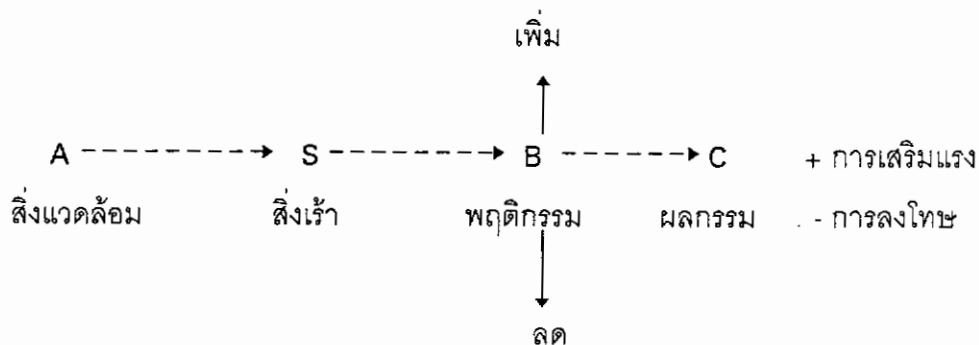 เพิ่ม
A S B C + การเสริมแรง
สิ่งแวดล้อม สิ่งเร้า พฤติกรรม ผลกรรม - การลงโทษ
ลด